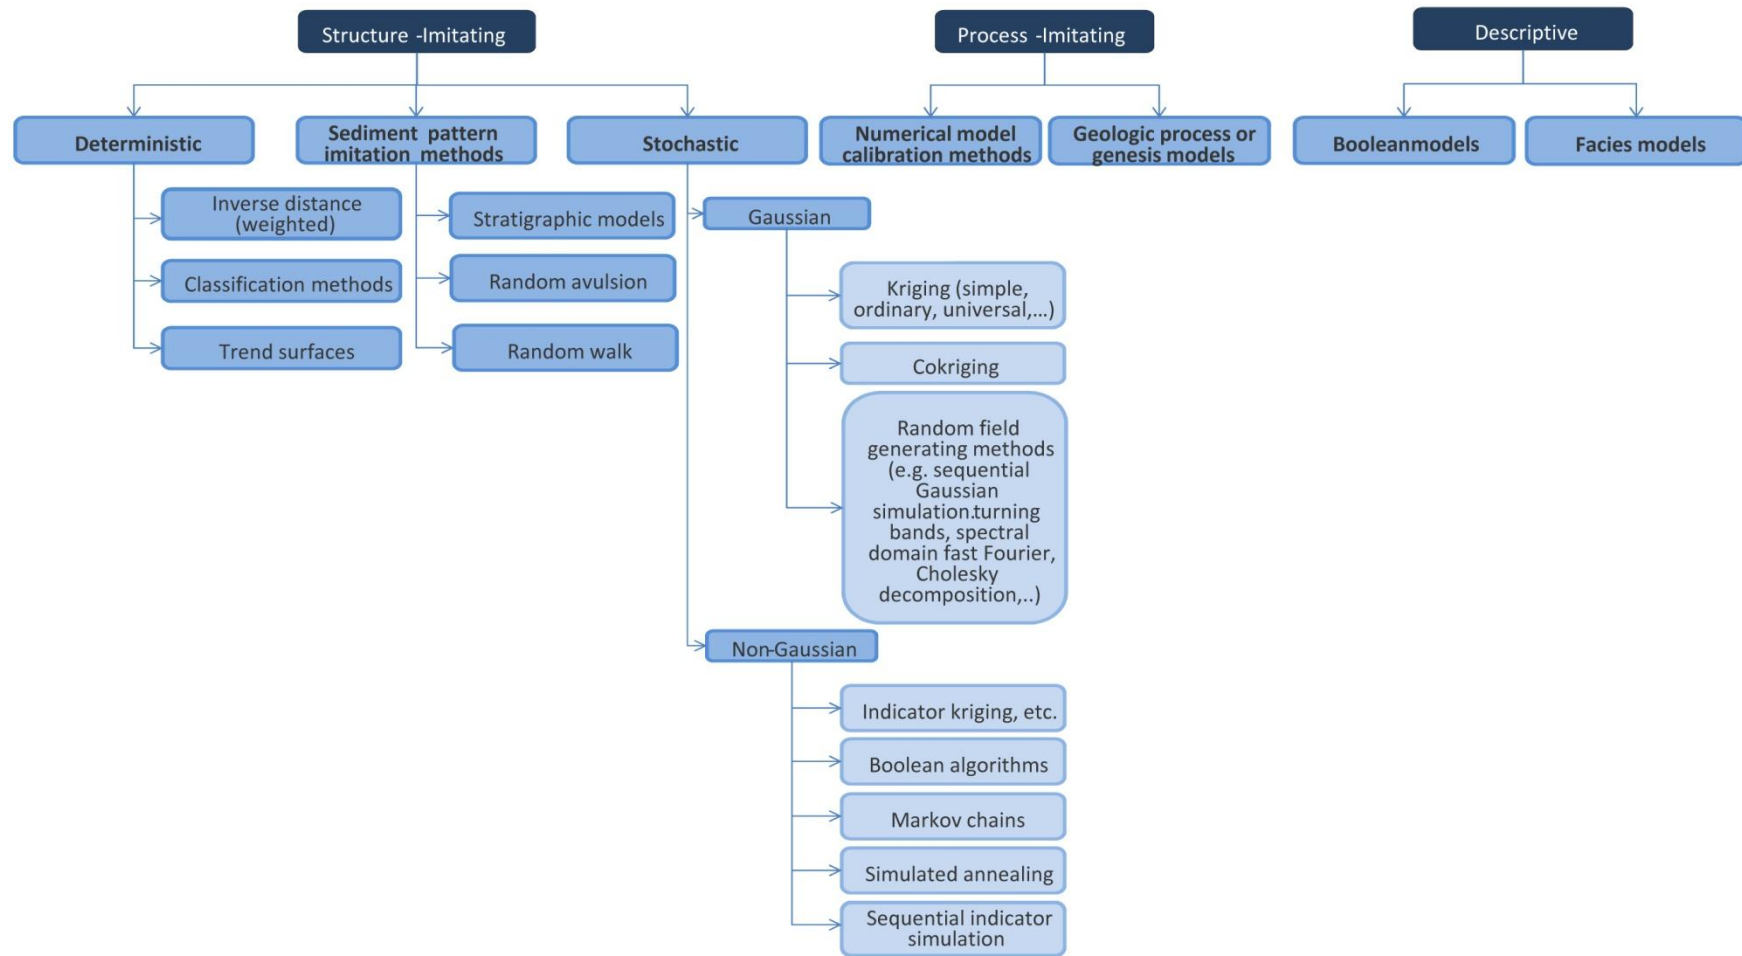 Structure -Imitating
Process -Imitating
Descriptive
Deterministic
Sediment pattern
imitation methods
Stochastic
Numerical model
calibration methods
Geologic process or
genesis models
Booleanmodels
Facies models
Inverse distance
(weighted)
Classification methods
Trend surfaces
Stratigraphic models
Random avulsion
Random walk
Gaussian
Kriging (simple,
ordinary, universal,...)
Cokriging
Random field
generating methods
(e.g. sequential
Gaussian
simulation.turning
bands, spectral
domain fast Fourier,
Cholesky
decomposition,..)
Non-Gaussian
Indicator kriging, etc.
Boolean algorithms
Markov chains
Simulated annealing
Sequential indicator
simulation